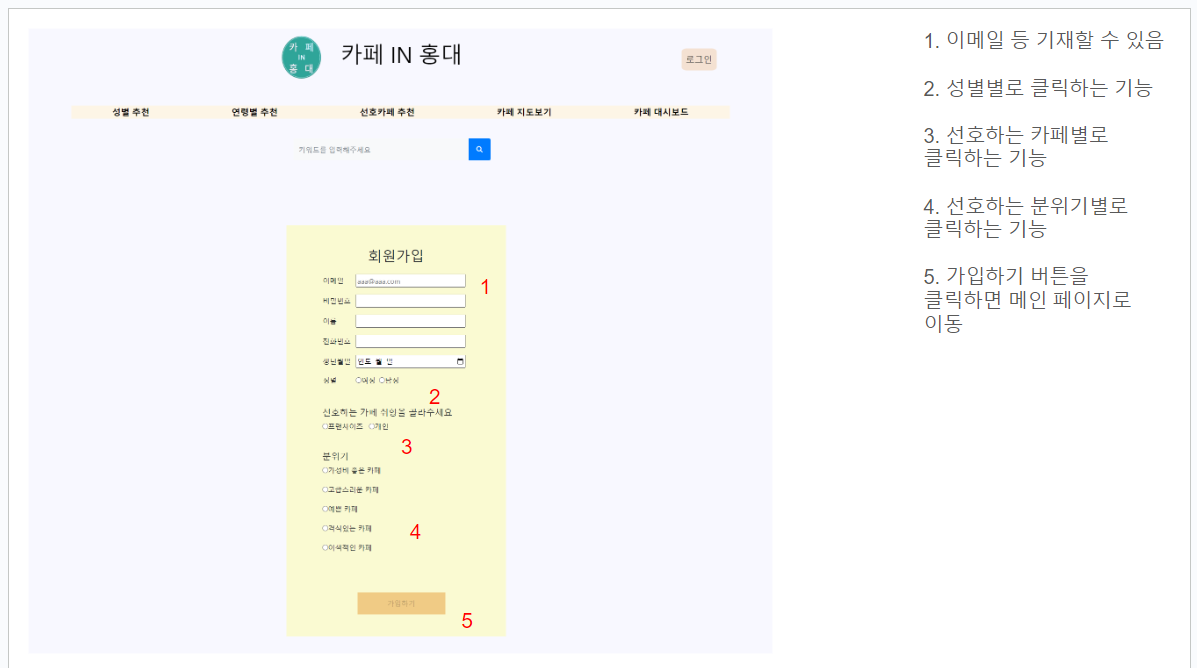 카 페
IN
홍 대
카페 IN 홍대
로그인
성별 추천 연령별 추천 선호카페 추천 카페 지도보기 카페 대시보드
키워드를 입력해주세요
회원가입
이메일 aaa@aaa.com
1
비밀번호
이름
전화번호
생년월일 연도 월 일
성별 여성 남성
2
선호하는 카페 취향을 골라주세요
프랜차이즈 개인
3
분위기
가성비 좋은 카페
고급스러운 카페
예쁜 카페
4
격식있는 카페
이색적인 카페
가입하기
5
1. 이메일 등 기재할 수 있음
2. 성별별로 클릭하는 기능
3. 선호하는 카페별로
클릭하는 기능
4. 선호하는 분위기별로
클릭하는 기능
5. 가입하기 버튼을
클릭하면 메인 페이지로
이동